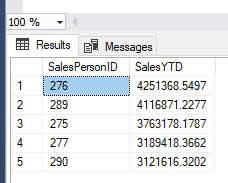 100 %
Results Messages
SalesPersonID SalesYTD
1 276 4251368.5497
2 289 4116871.2277
3 275 3763178.1787
4 277 3189418.3662
5 290 3121616.3202